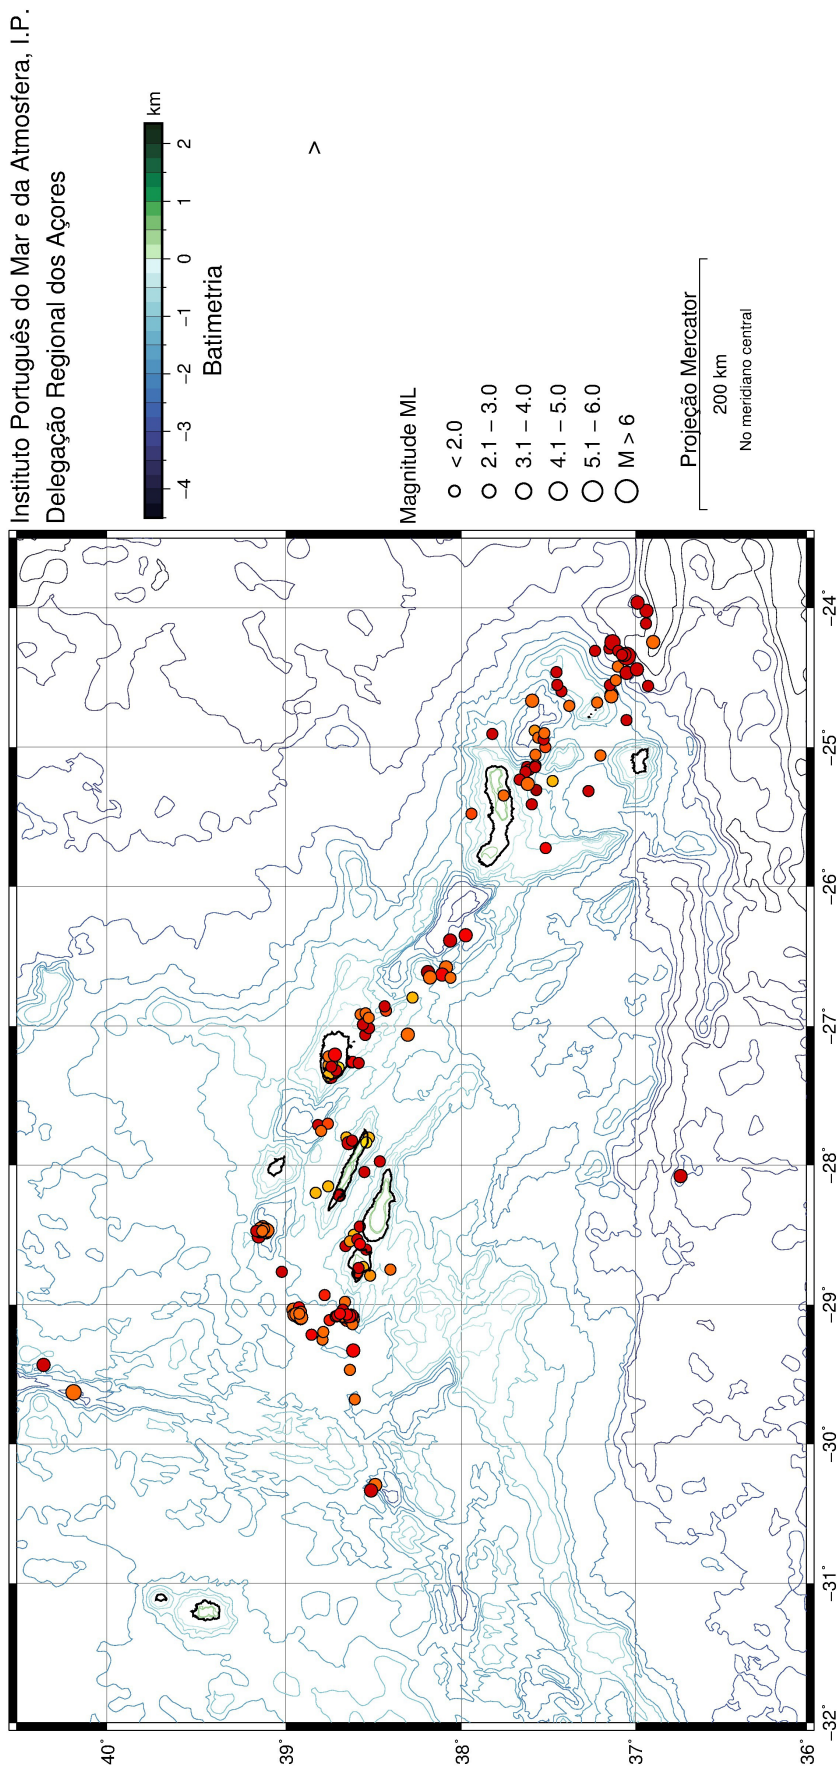 Instituto Português do Mar e da Atmosfera, I.P.
Delegação Regional dos Açores
km
−4 −3 −2 −1 0 1 2
Batimetria
>
Magnitude ML
< 2.0
2.1 − 3.0
3.1 − 4.0
4.1 − 5.0
5.1 − 6.0
M > 6
Projeção Mercator
200 km
No meridiano central
40°
39°
38°
37°
36°
−32° −31° −30° −29° −28° −27° −26° −25° −24°